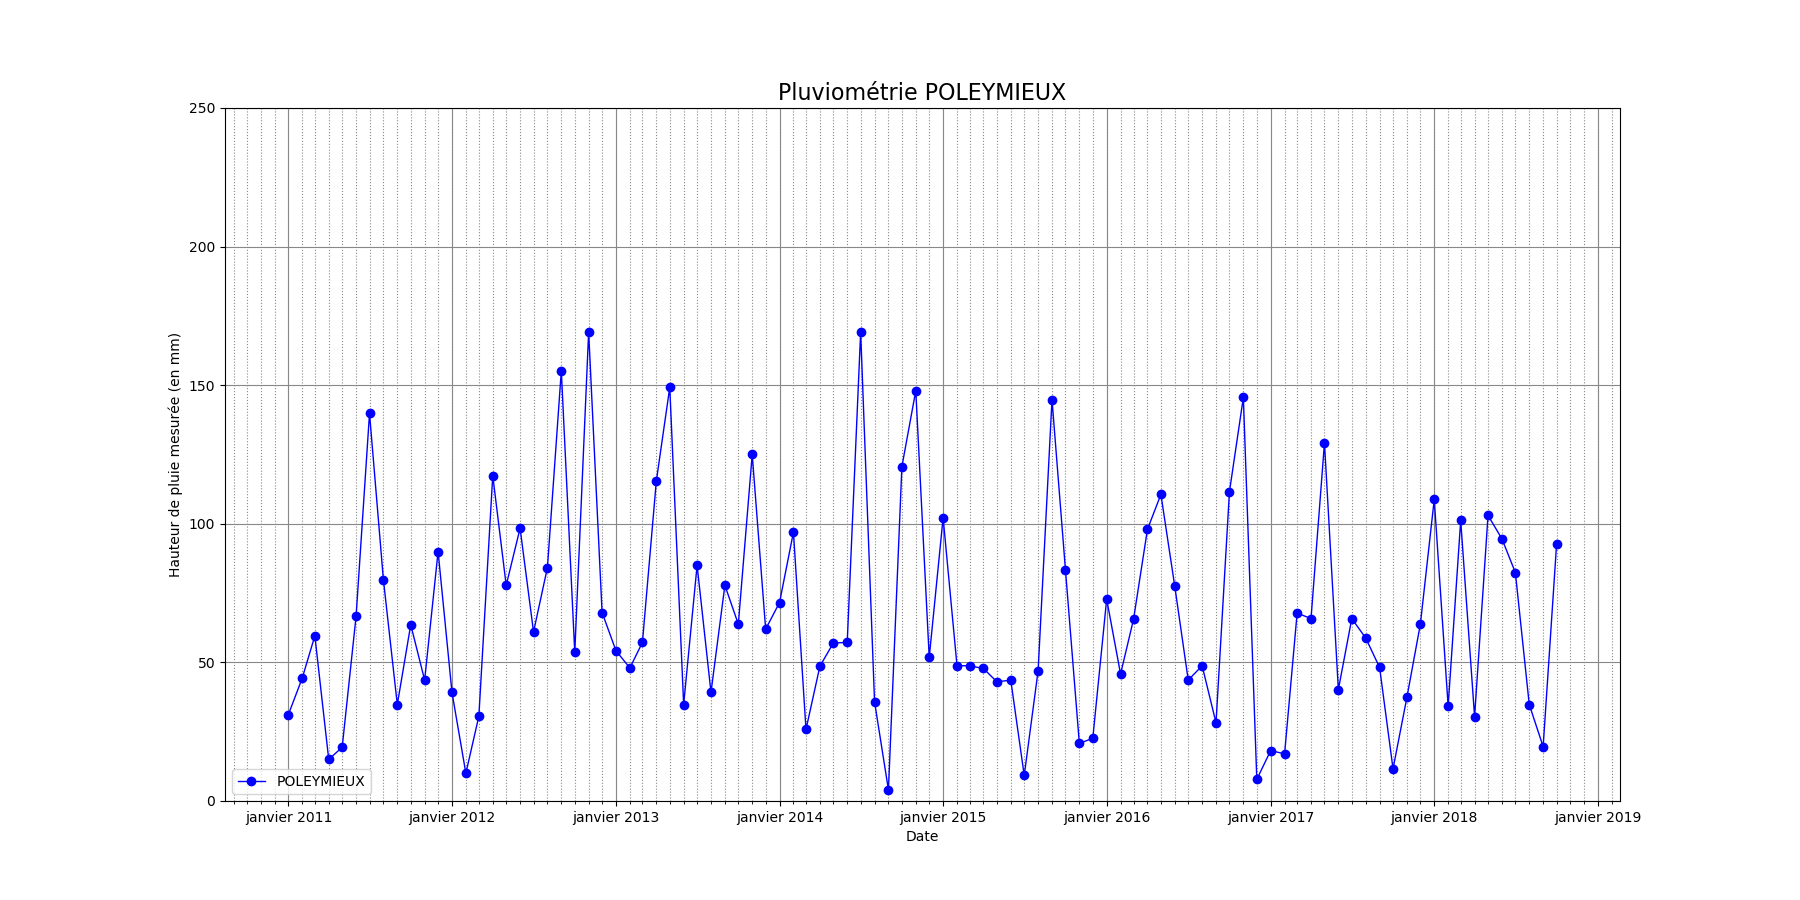 Pluviométrie POLEYMIEUX
250
200
150
100
50
0
Hauteur de pluie mesurée (en mm)
POLEYMIEUX
janvier 2011
janvier 2012
janvier 2013
janvier 2014
janvier 2015
janvier 2016
janvier 2017
janvier 2018
janvier 2019
Date